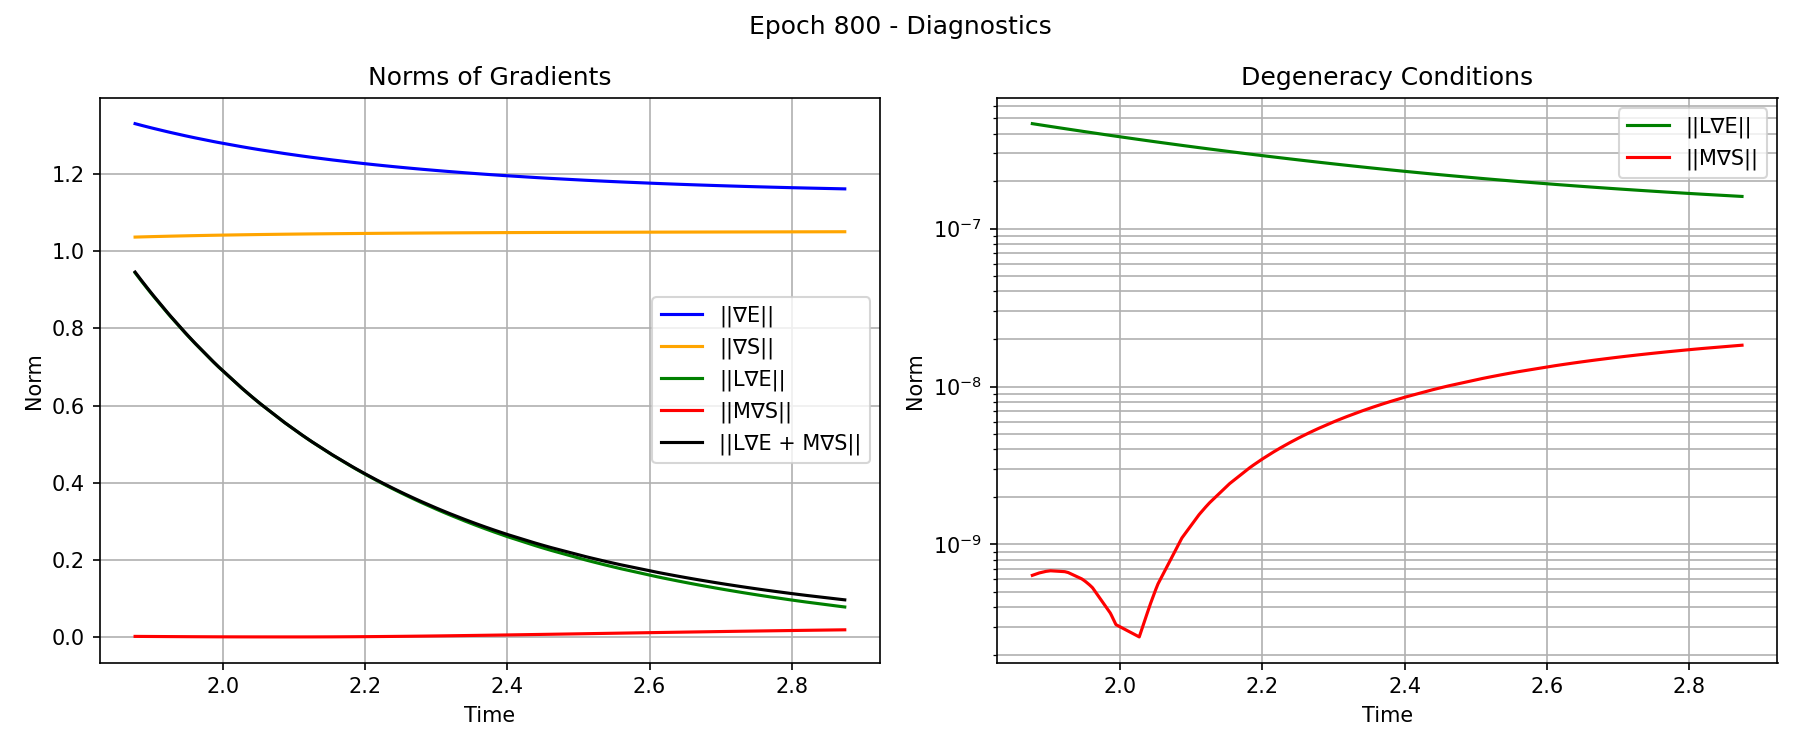 Epoch 800 - Diagnostics
Norms of Gradients
Norm
1.2
1.0
0.8
0.6
0.4
0.2
0.0
||∇E||
||∇S||
||L∇E||
||M∇S||
||L∇E + M∇S||
2.0 2.2 2.4 2.6 2.8
Time
Degeneracy Conditions
Norm
10⁻⁷
10⁻⁸
10⁻⁹
||L∇E||
||M∇S||
2.0 2.2 2.4 2.6 2.8
Time